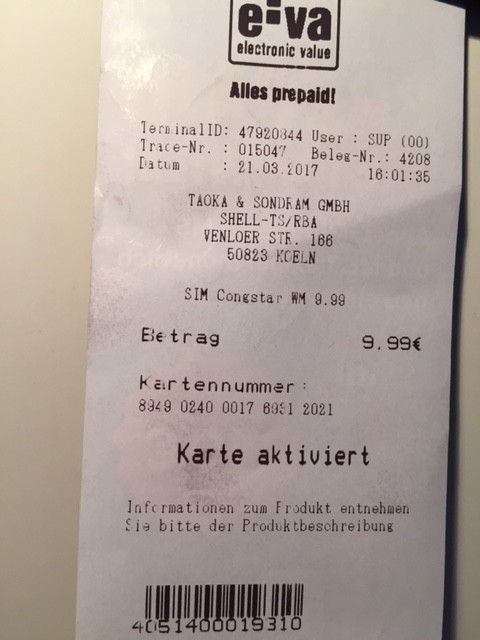 e-va
electronic value
Alles prepaid!
TerminalID: 47920844 User : SUP (00)
Trace-Nr. : 015047 Beleg-Nr.: 4208
Datum : 21.03.2017 16:01:35
TAOKA & SONDRAM GMBH
SHELL-TS/RBA
VENLOER STR. 166
50823 KOELN
SIM Congstar WM 9.99
Betrag 9.99€
Kartennummer:
8949 0240 0017 6931 2021
Karte aktiviert
Informationen zum Produkt entnehmen
Sie bitte der Produktbeschreibung
4051400019310